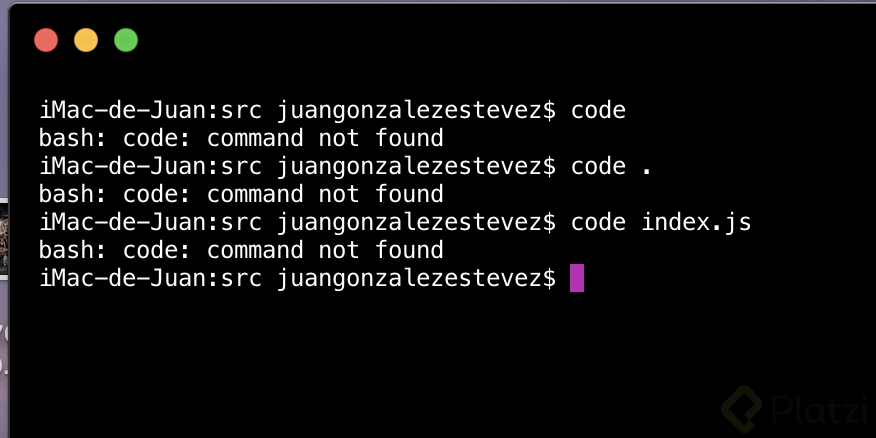 iMac-de-Juan:src juangonzalezestevez$ code
bash: code: command not found
iMac-de-Juan:src juangonzalezestevez$ code .
bash: code: command not found
iMac-de-Juan:src juangonzalezestevez$ code index.js
bash: code: command not found
iMac-de-Juan:src juangonzalezestevez$
Platzi